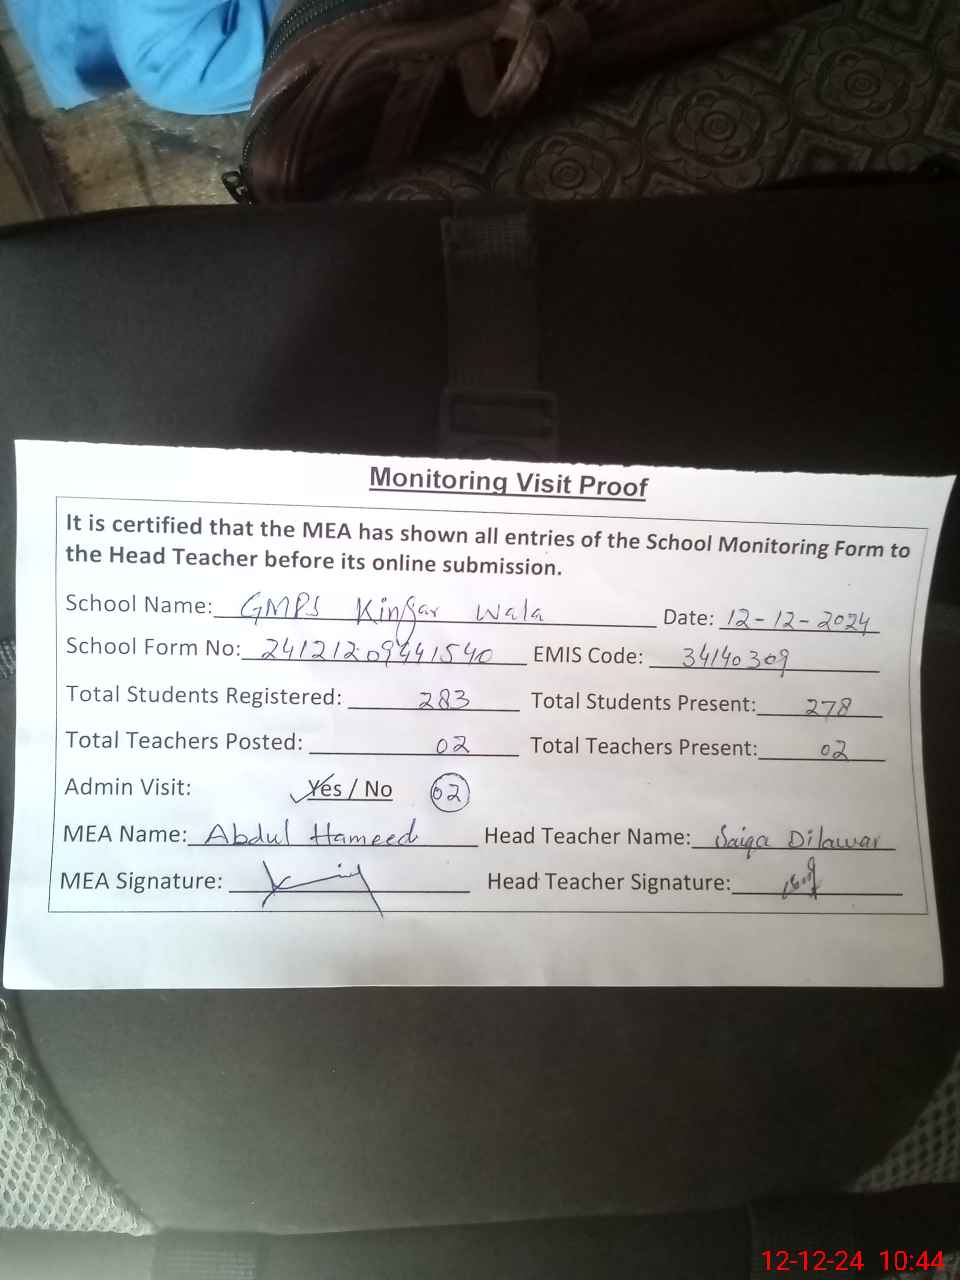 Monitoring Visit Proof
It is certified that the MEA has shown all entries of the School Monitoring Form to
the Head Teacher before its online submission.
School Name: GMPS Kingar Wala Date: 12-12-2024
School Form No: 24121209441540 EMIS Code: 34140309
Total Students Registered: 283 Total Students Present: 278
Total Teachers Posted: 02 Total Teachers Present: 02
Admin Visit: Yes / No 02
MEA Name: Abdul Hameed Head Teacher Name: Saiqa Dilawar
MEA Signature: Head Teacher Signature:
12-12-24 10:44